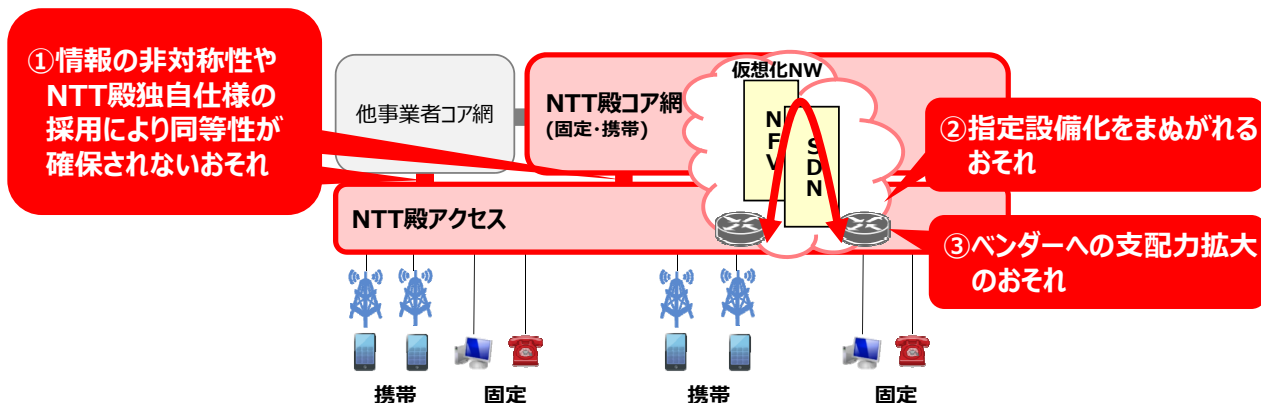 ①情報の非対称性や
NTT殿独自仕様の
採用により同等性が
確保されないおそれ
他事業者コア網
NTT殿コア網
(固定・携帯)
仮想化NW
NFV
SDN
②指定設備化をまぬがれる
おそれ
NTT殿アクセス
③ベンダーへの支配力拡大
のおそれ
携帯
固定
携帯
固定